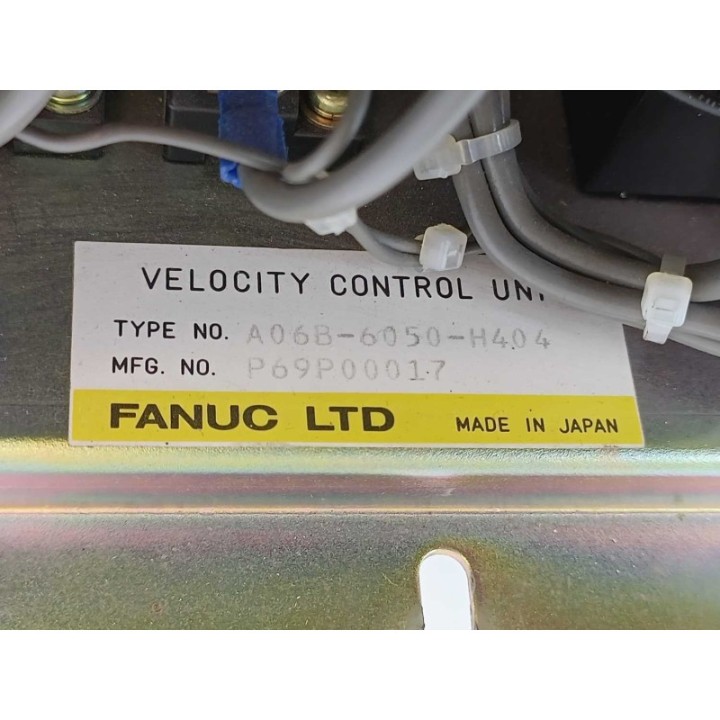 VELOCITY CONTROL UNI
TYPE NO. A06B-6050-H404
MFG. NO. P69P00017
FANUC LTD MADE IN JAPAN